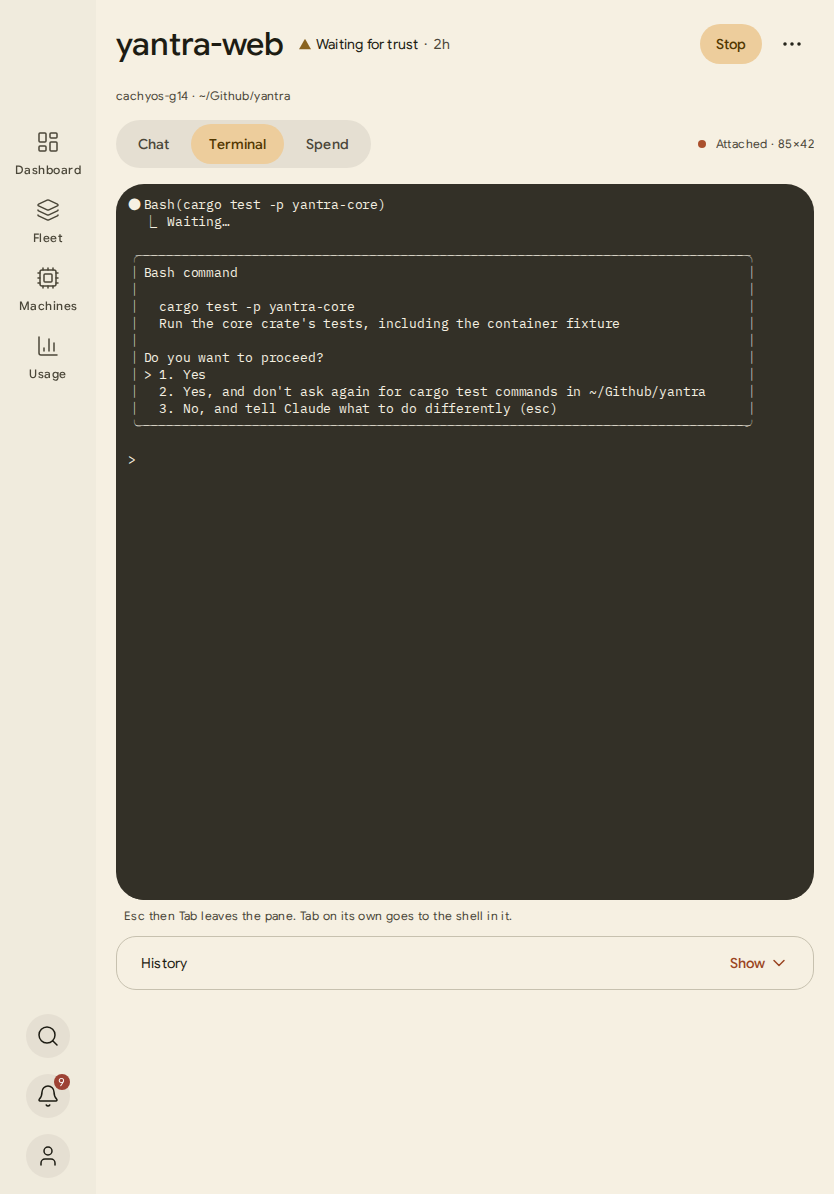 yantra-web
Waiting for trust · 2h
Stop
cachyos-g14 · ~/Github/yantra
Chat
Terminal
Spend
Attached · 85×42
Dashboard
Fleet
Machines
Usage
Bash(cargo test -p yantra-core)
Waiting…
Bash command
cargo test -p yantra-core
Run the core crate's tests, including the container fixture
Do you want to proceed?
> 1. Yes
2. Yes, and don't ask again for cargo test commands in ~/Github/yantra
3. No, and tell Claude what to do differently (esc)
>
Esc then Tab leaves the pane. Tab on its own goes to the shell in it.
History
Show
9